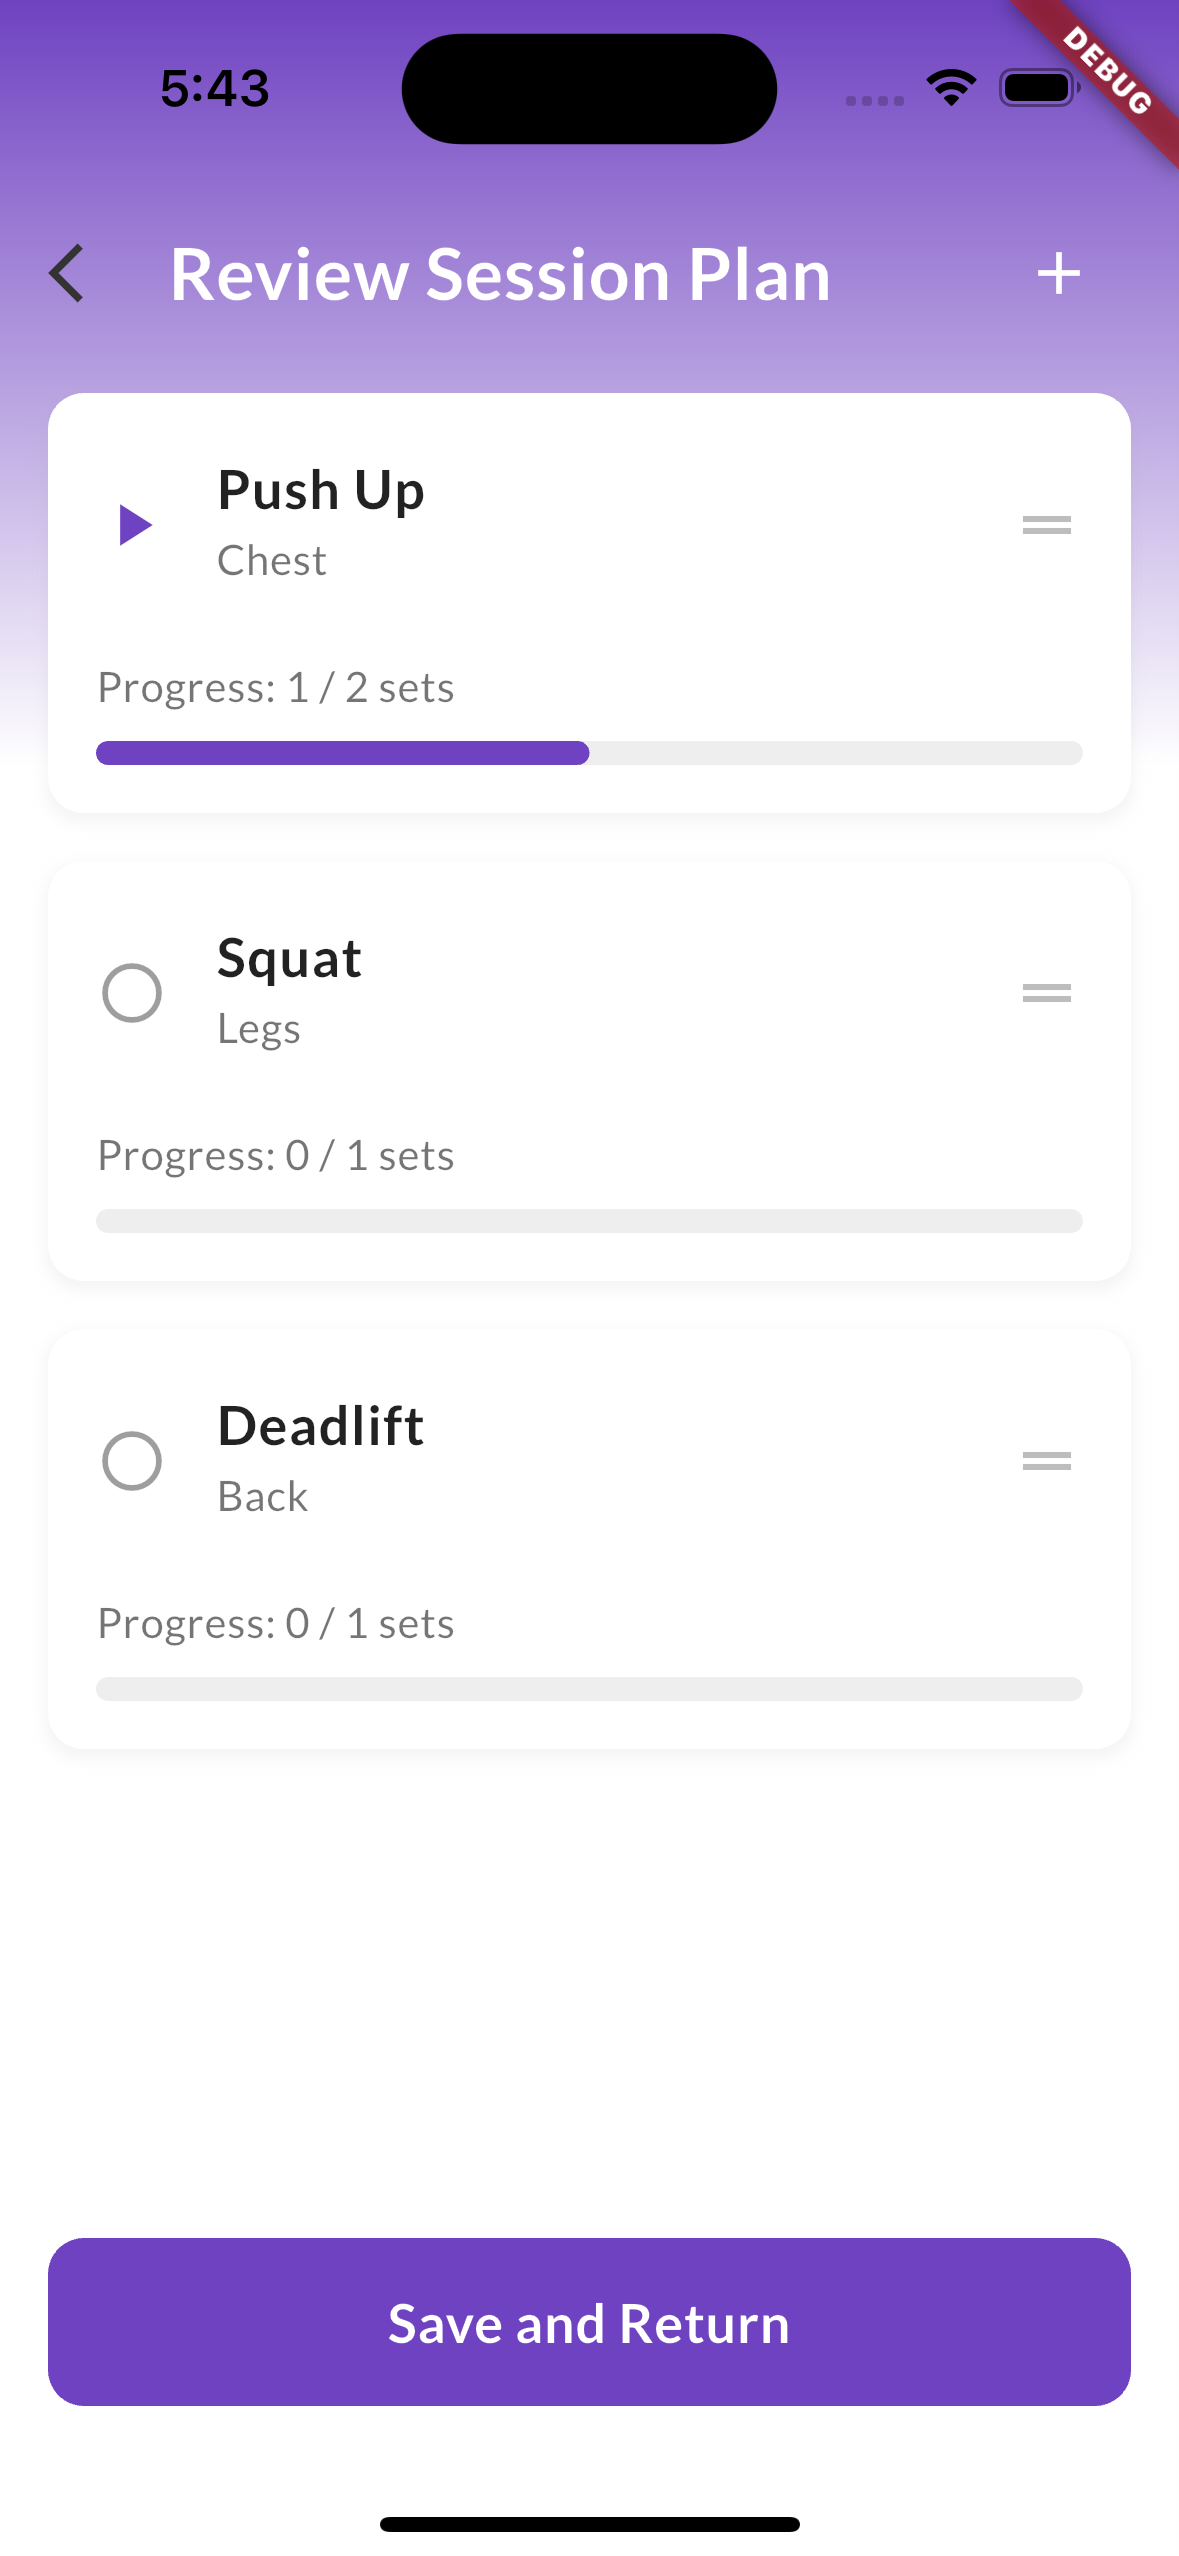 5:43
DEBUG
Review Session Plan
Push Up
Chest
Progress: 1 / 2 sets
Squat
Legs
Progress: 0 / 1 sets
Deadlift
Back
Progress: 0 / 1 sets
Save and Return